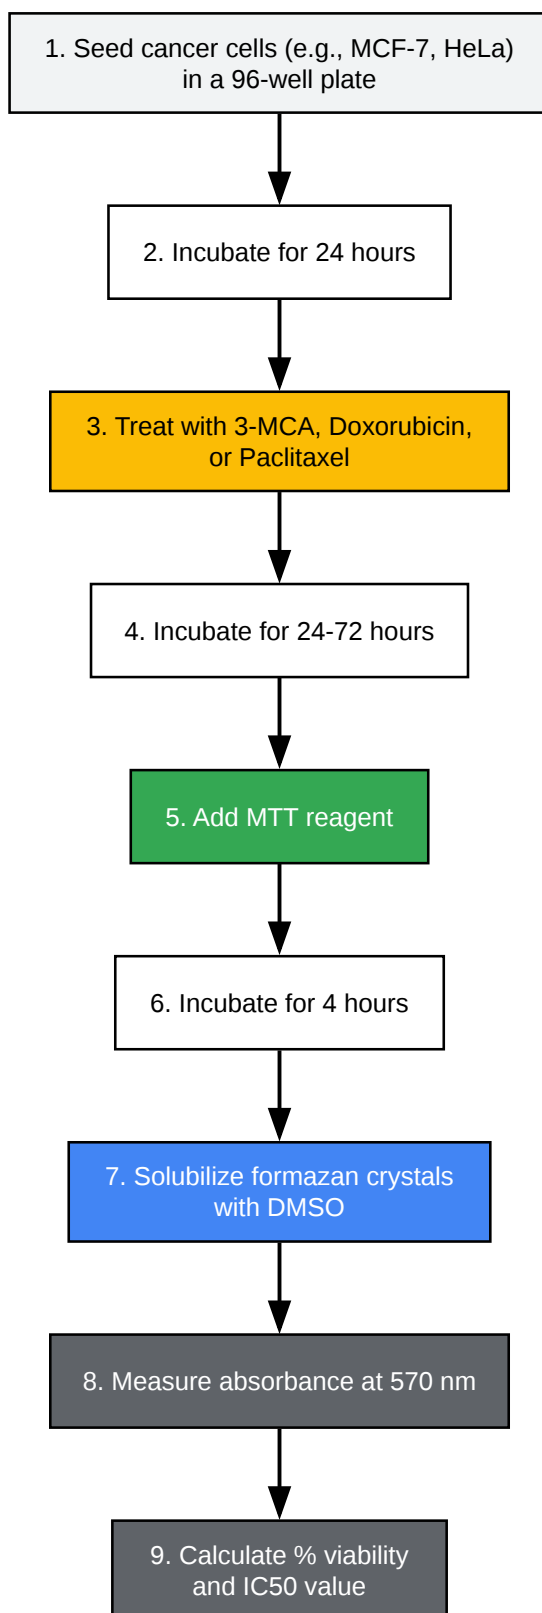 1. Seed cancer cells (e.g., MCF-7, HeLa)
in a 96-well plate
2. Incubate for 24 hours
3. Treat with 3-MCA, Doxorubicin,
or Paclitaxel
4. Incubate for 24-72 hours
5. Add MTT reagent
6. Incubate for 4 hours
7. Solubilize formazan crystals
with DMSO
8. Measure absorbance at 570 nm
9. Calculate % viability
and IC50 value